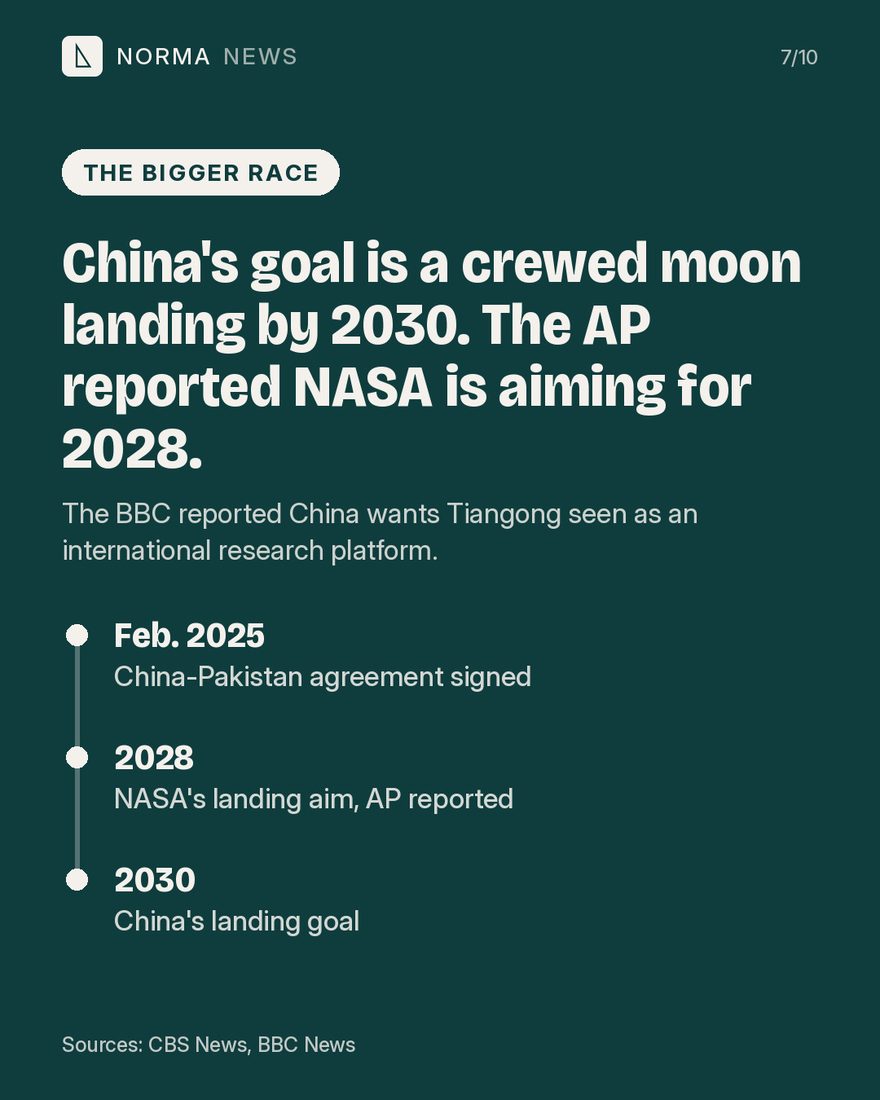 NORMA NEWS
7/10
THE BIGGER RACE
China's goal is a crewed moon
landing by 2030. The AP
reported NASA is aiming for
2028.
The BBC reported China wants Tiangong seen as an
international research platform.
Feb. 2025
China-Pakistan agreement signed
2028
NASA's landing aim, AP reported
2030
China's landing goal
Sources: CBS News, BBC News